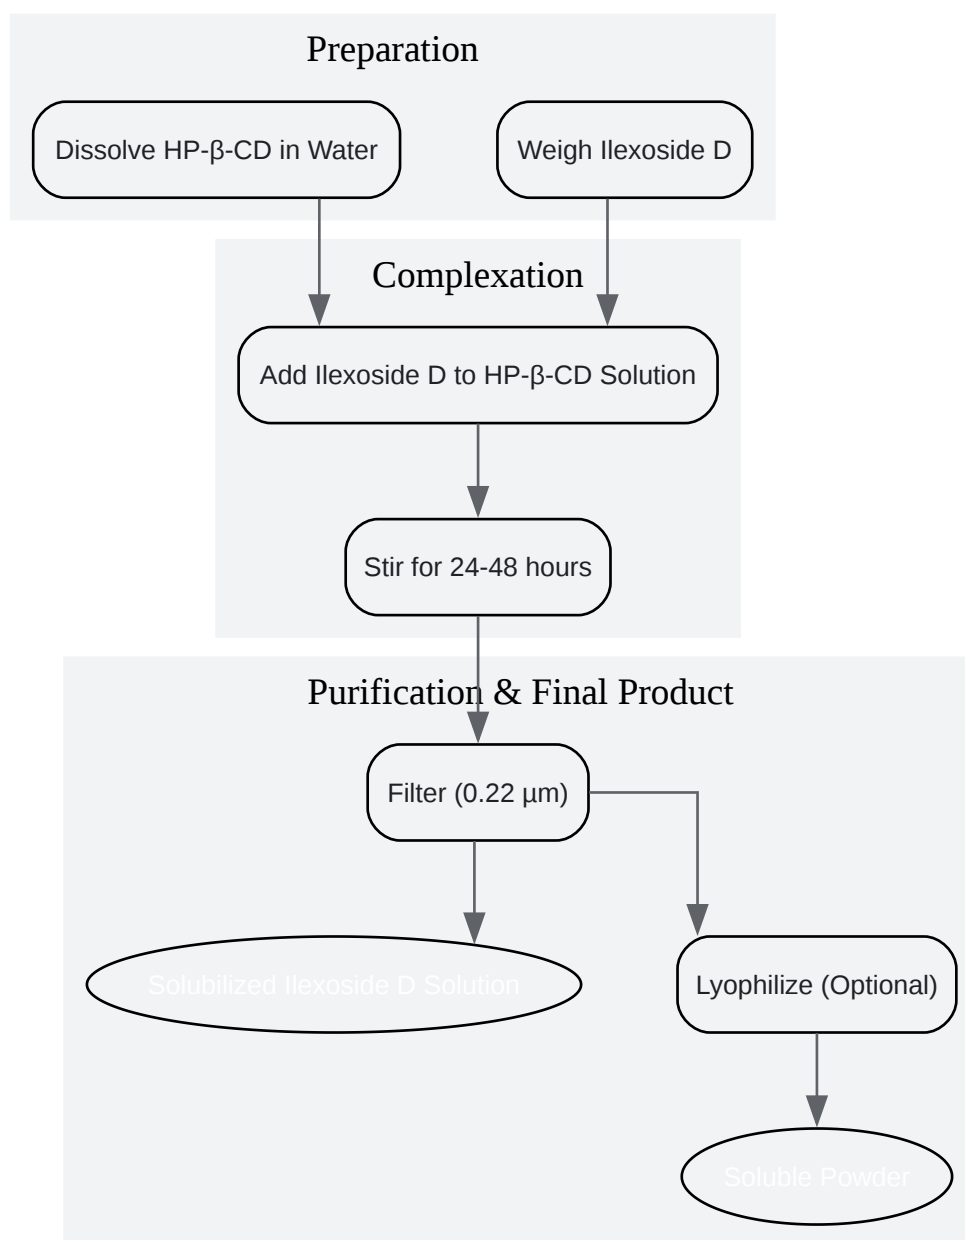 Preparation
Dissolve HP-β-CD in Water
Weigh Ilexoside D
Complexation
Add Ilexoside D to HP-β-CD Solution
Stir for 24-48 hours
Purification & Final Product
Filter (0.22 µm)
Solubilized Ilexoside D Solution
Lyophilize (Optional)
Soluble Powder